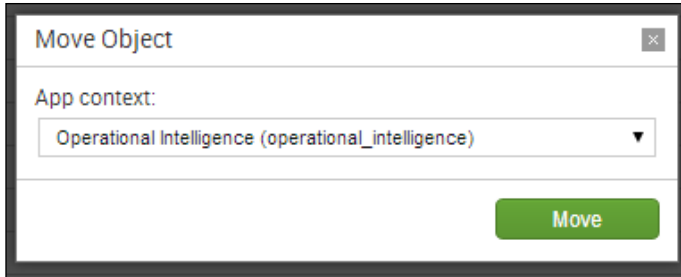 Move Object
App context:
Operational Intelligence (operational_intelligence)
Move